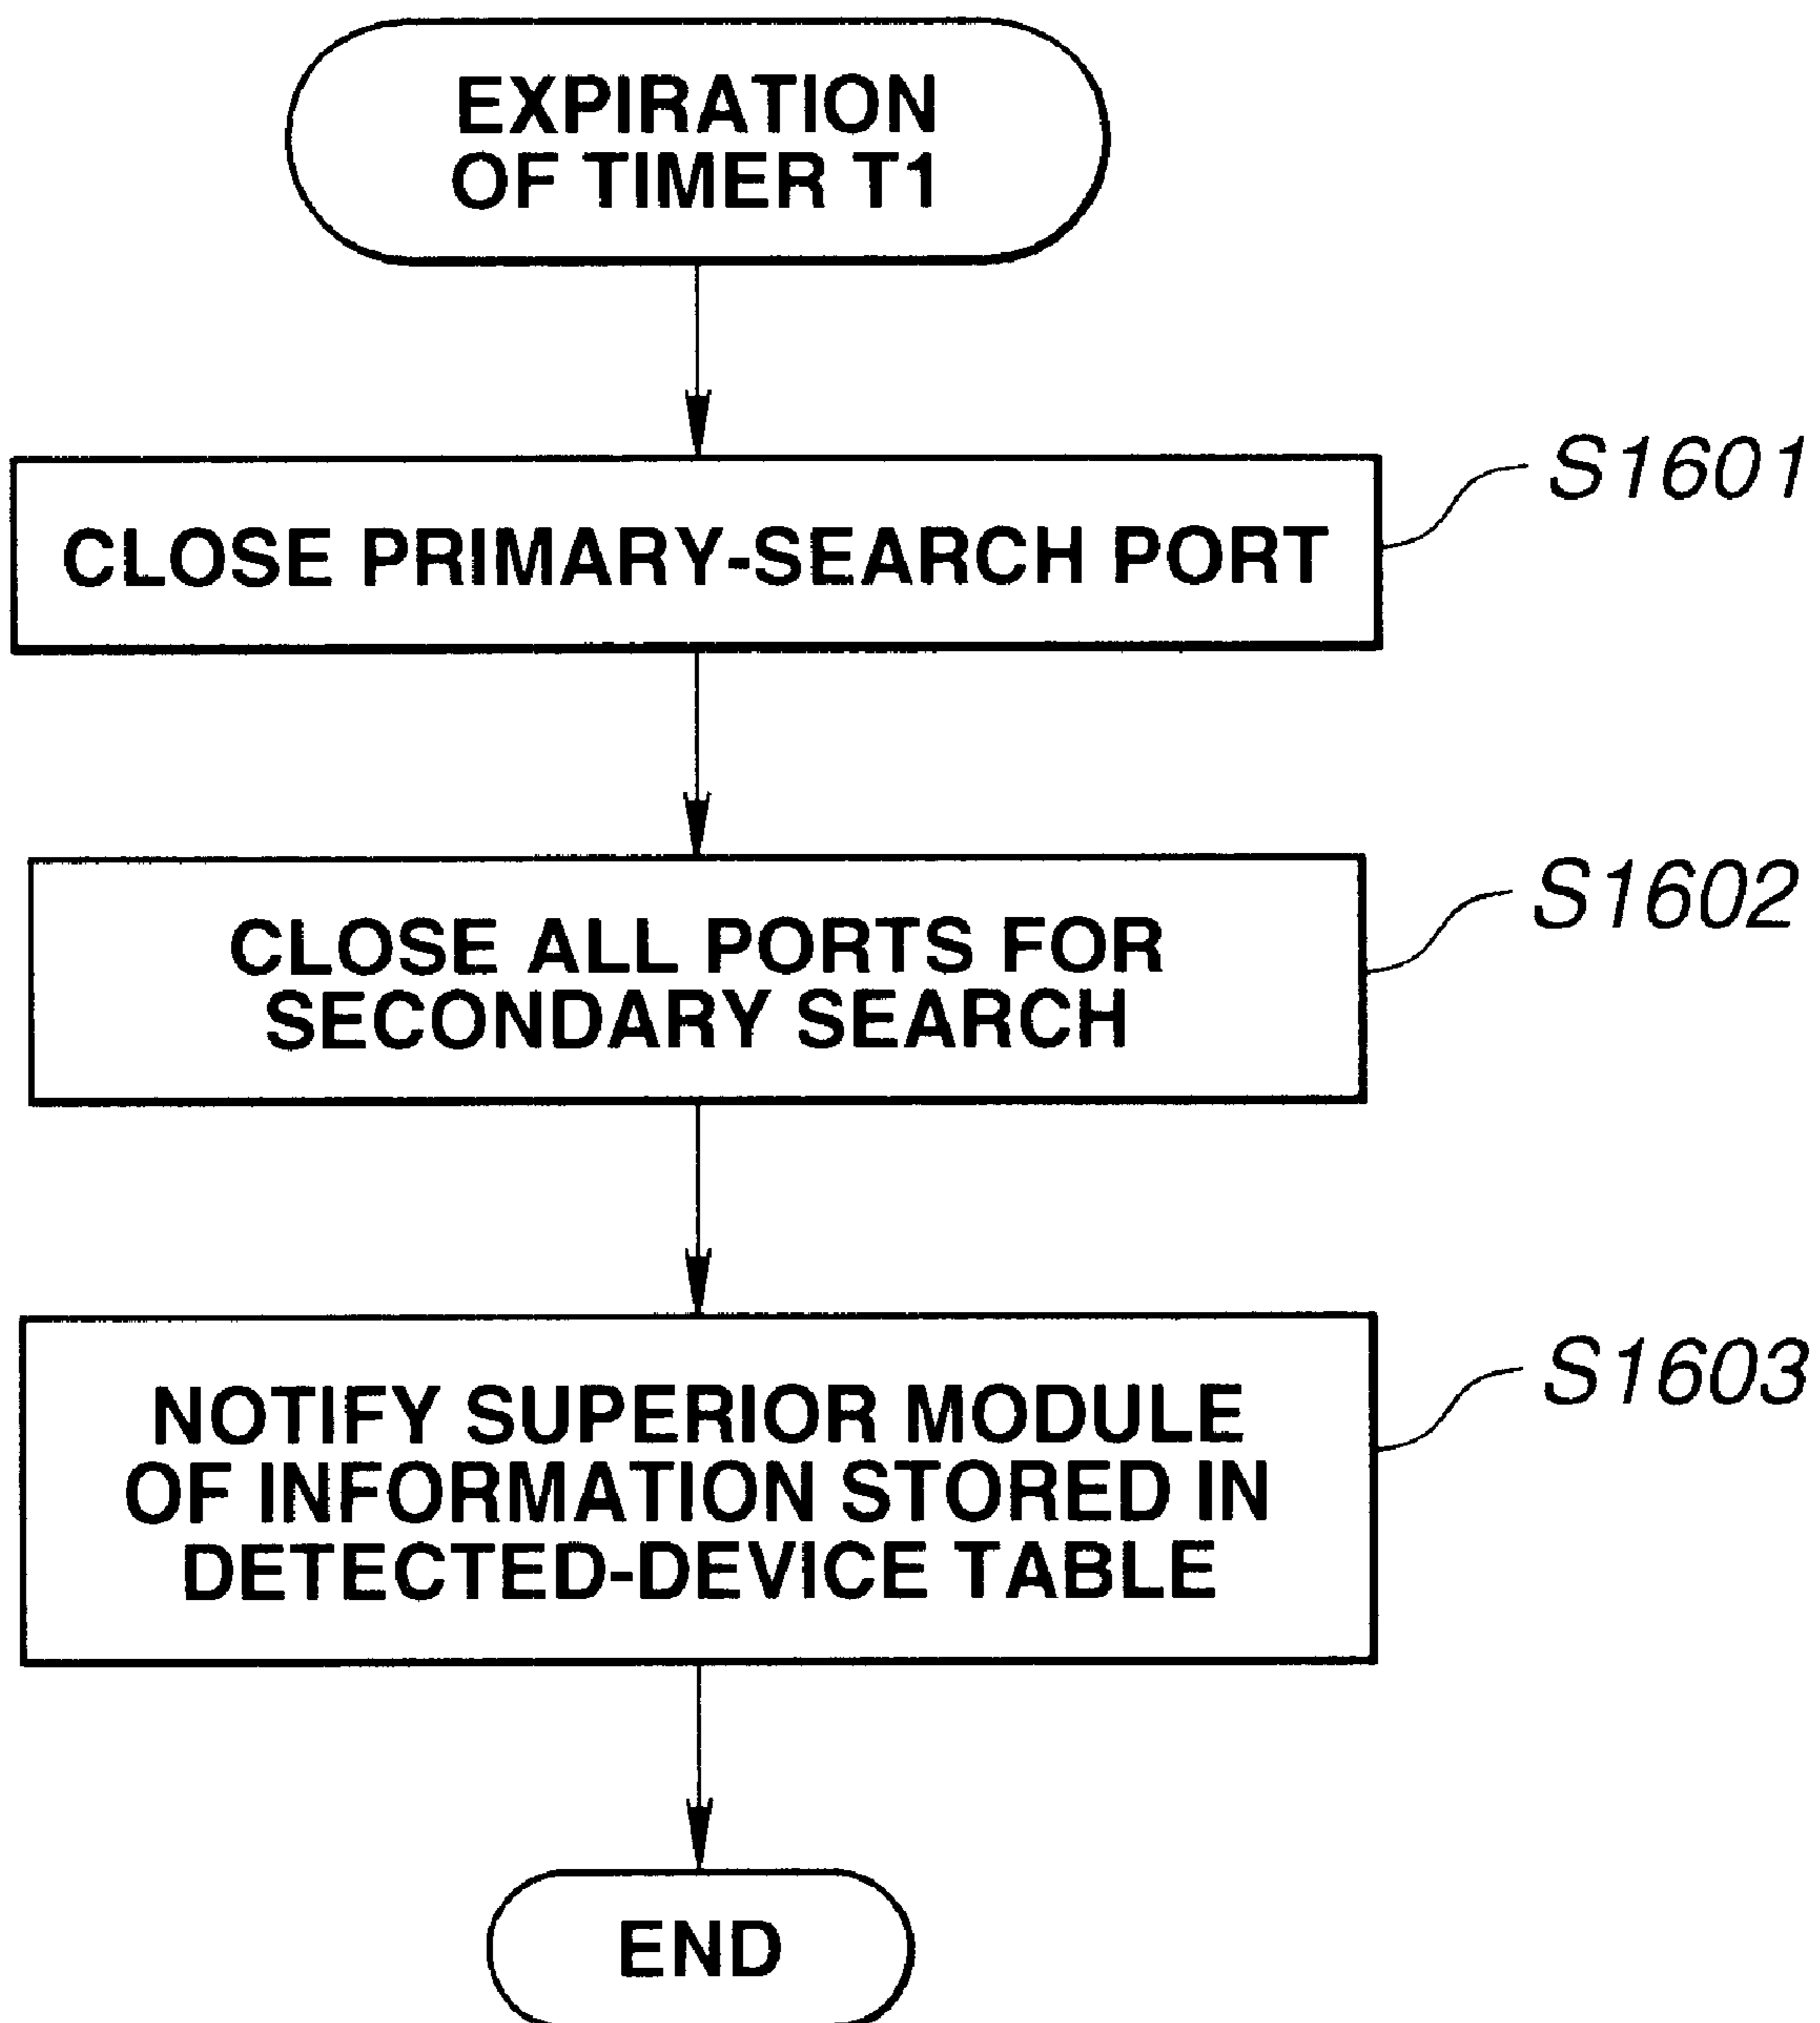 EXPIRATION
OF TIMER T1
S1601
CLOSE PRIMARY-SEARCH PORT
S1602
CLOSE ALL PORTS FOR
SECONDARY SEARCH
S1603
NOTIFY SUPERIOR MODULE
OF INFORMATION STORED IN
DETECTED-DEVICE TABLE
END